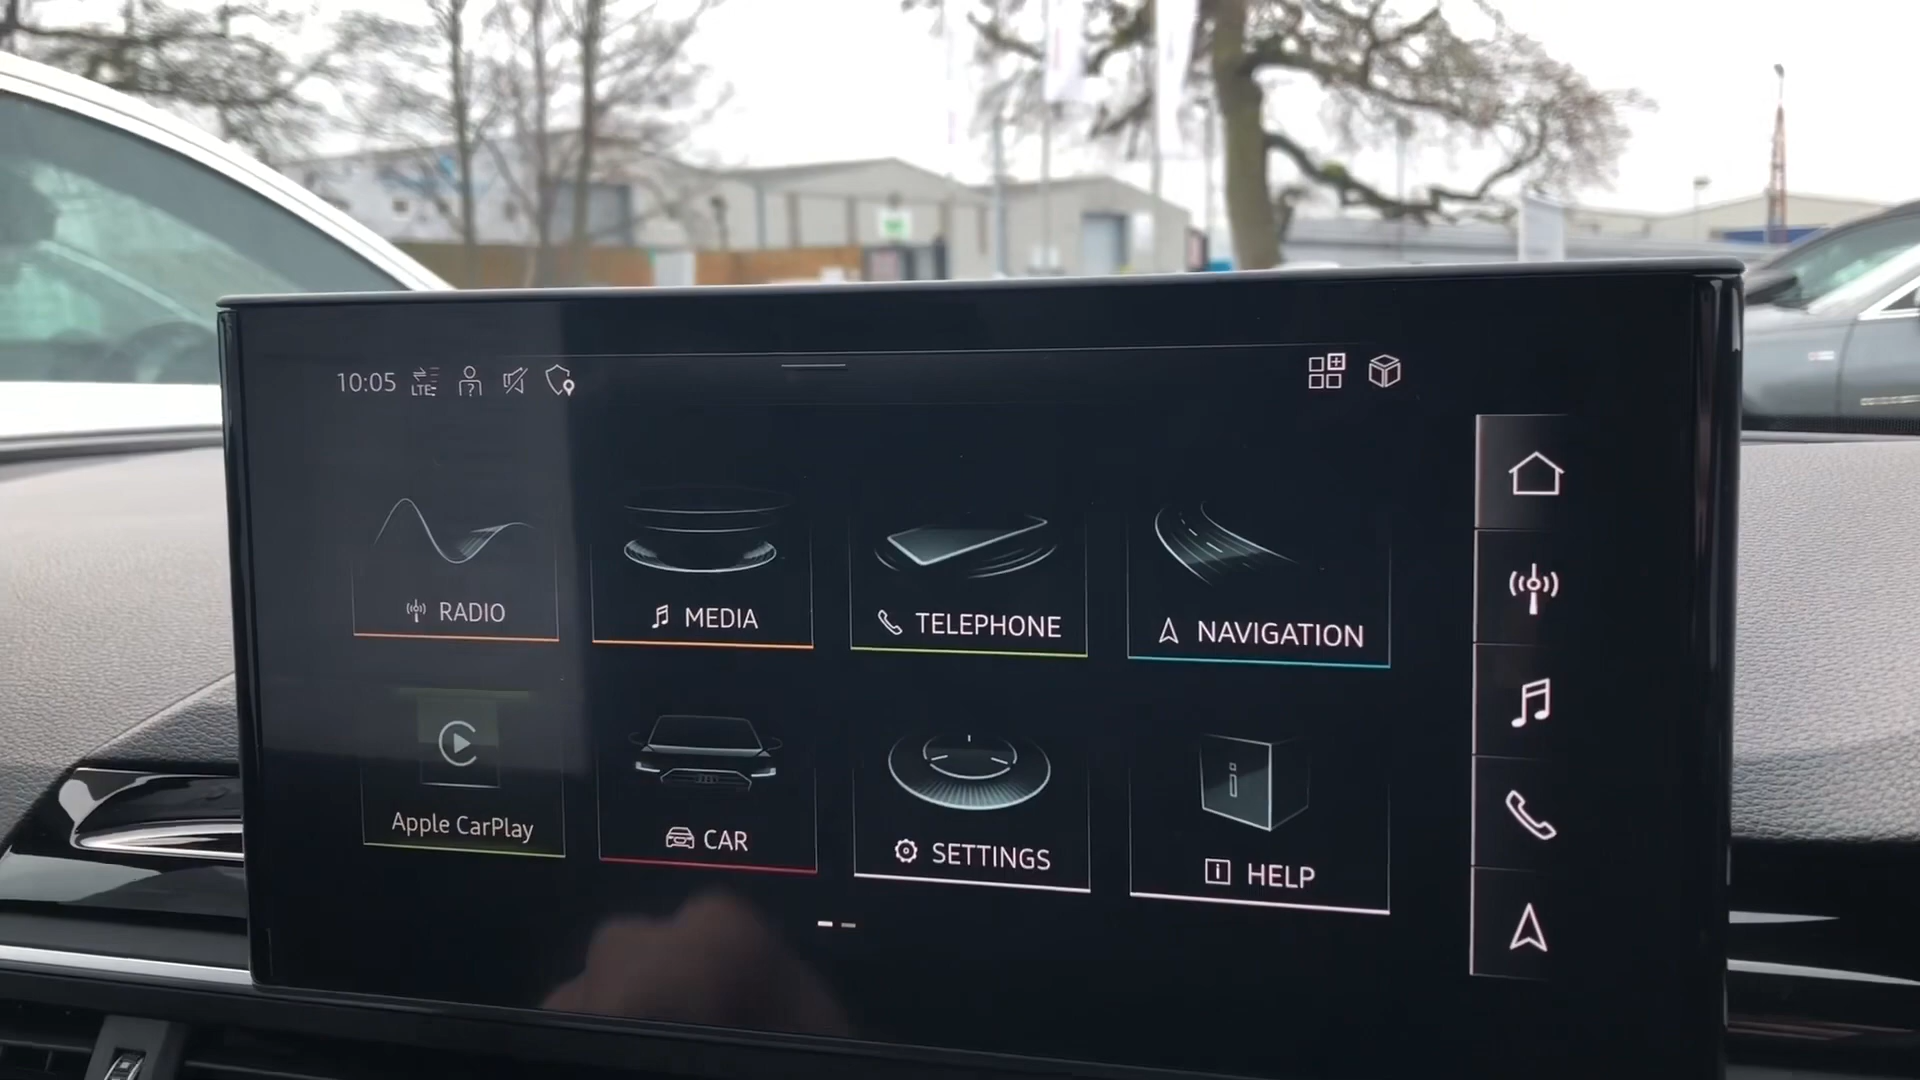 10:05 LTE
RADIO
MEDIA
TELEPHONE
NAVIGATION
Apple CarPlay
CAR
SETTINGS
HELP